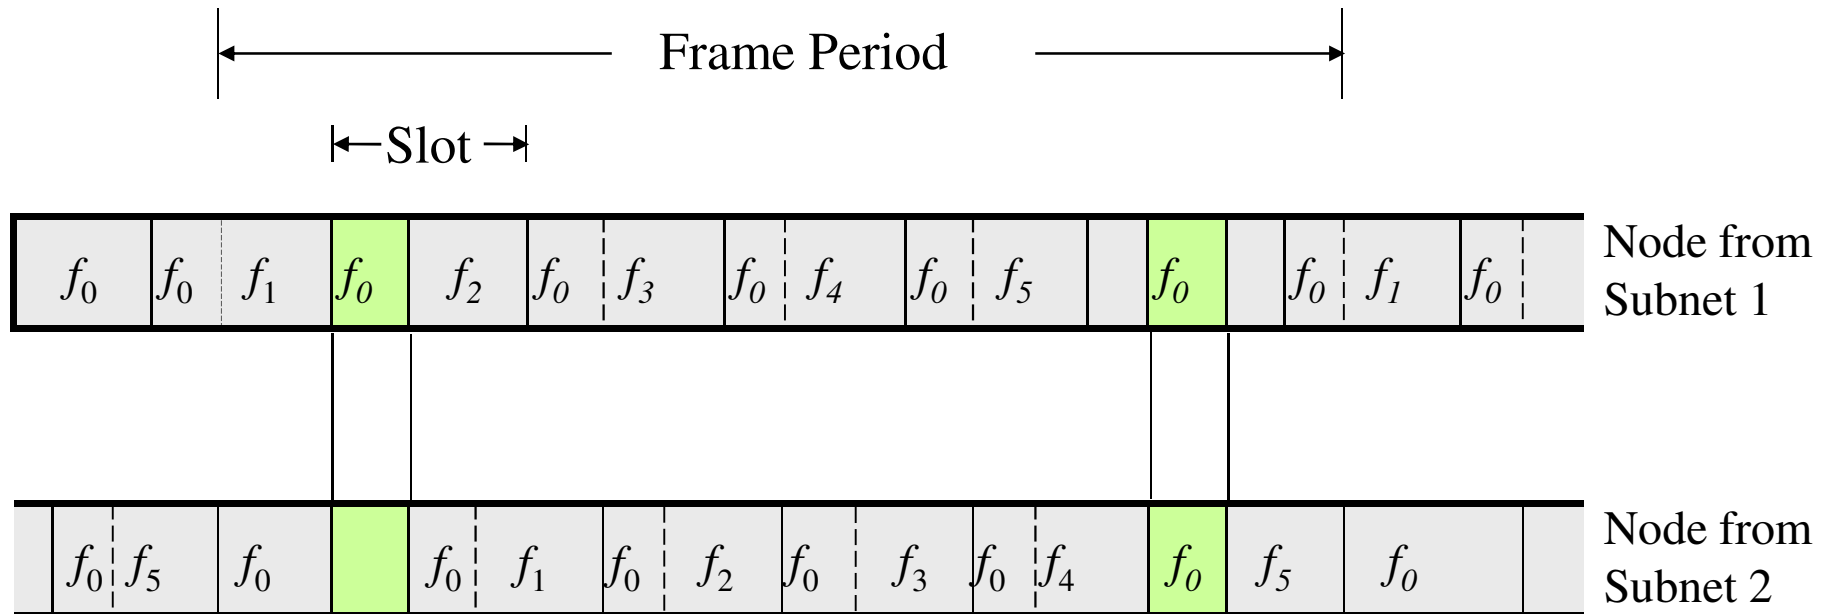 Frame Period
Slot
f₀ f₀ f₁ f₀ f₂ f₀ f₃ f₀ f₄ f₀ f₅ f₀ f₀ f₁ f₀
Node from
Subnet 1
f₀ f₅ f₀ f₀ f₁ f₀ f₂ f₀ f₃ f₀ f₄ f₀ f₅ f₀
Node from
Subnet 2